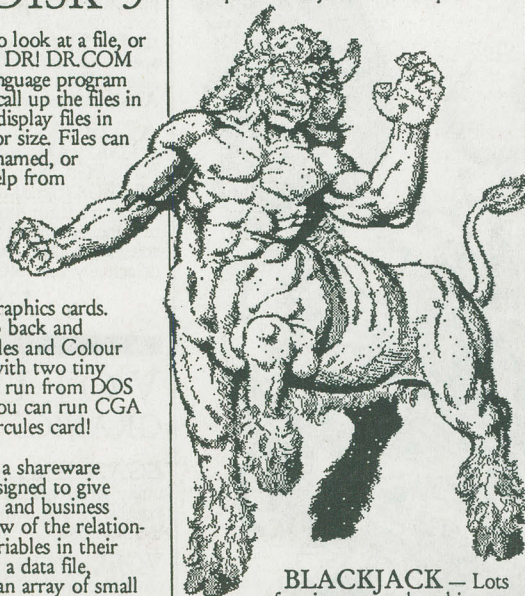 DISK 9
o look at a file, or
DR! DR.COM
nguage program
call up the files in
display files in
or size. Files can
named, or
elp from
raphics cards.
back and
les and Colour
with two tiny
run from DOS
ou can run CGA
rcules card!
a shareware
signed to give
and business
w of the relation-
riables in their
a data file,
an array of small
BLACKJACK — Lots